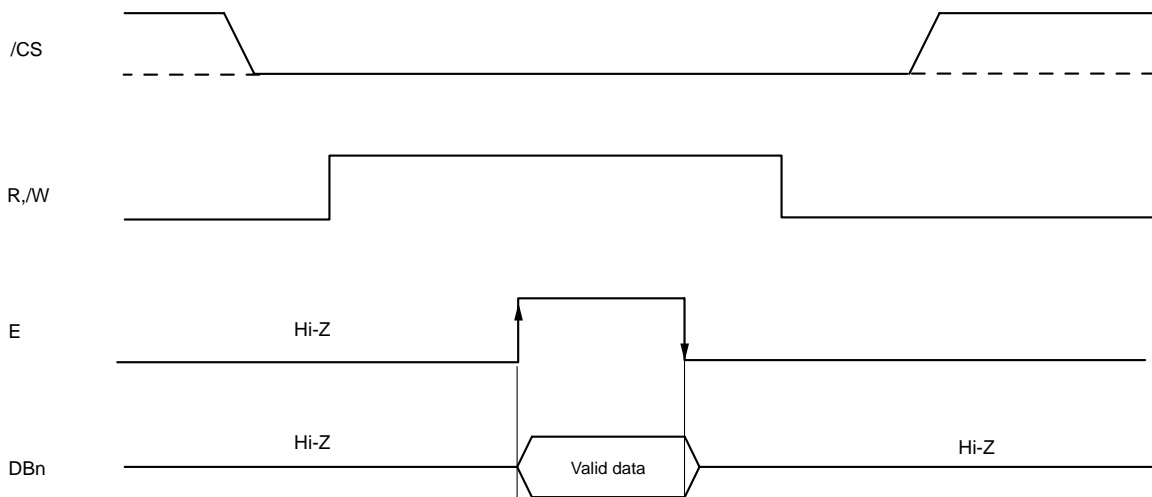 /CS
R,/W
E
Hi-Z
Hi-Z
Hi-Z
DBn
Valid data